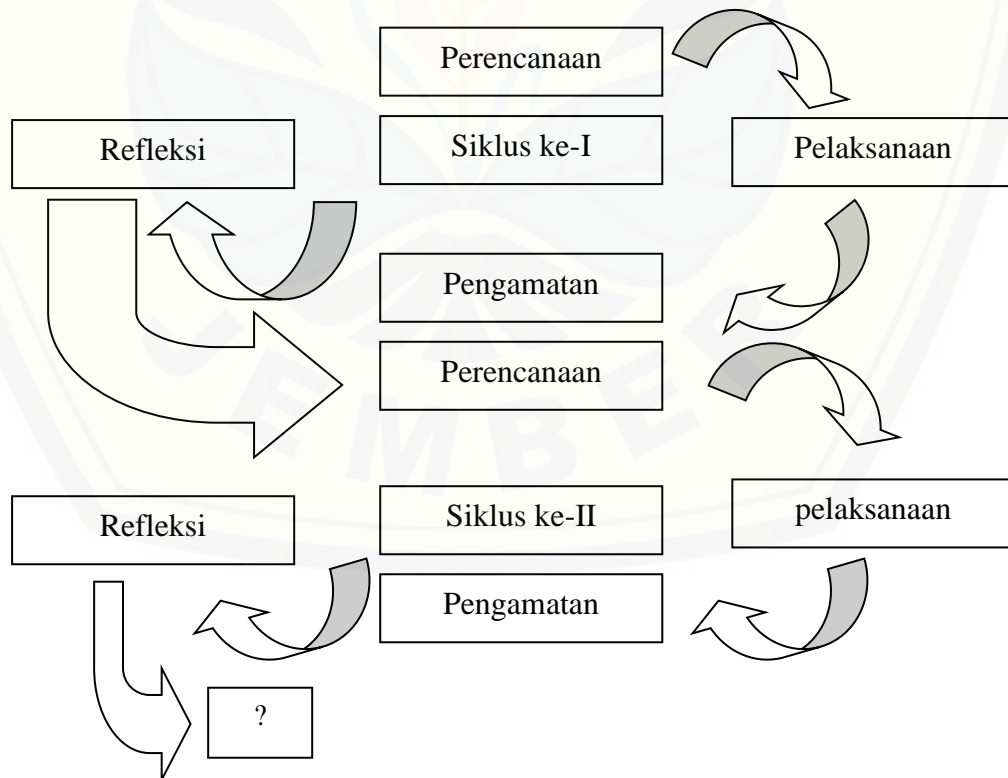 Perencanaan
Refleksi
Siklus ke-I
Pelaksanaan
Pengamatan
Perencanaan
Refleksi
Siklus ke-II
pelaksanaan
Pengamatan
?